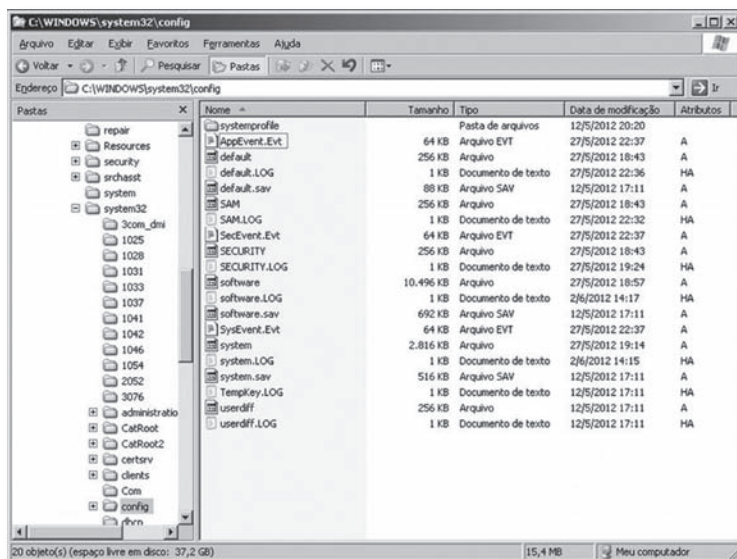 C:\WINDOWS\system32\config
Arquivo Editar Exibir Favoritos Ferramentas Ajuda
Voltar Pesquisar Pastas
Endereço C:\WINDOWS\system32\config Ir
Pastas
repair
Resources
security
srchasst
system
system32
3com_dmi
1025
1028
1031
1033
1037
1041
1042
1046
1054
2052
3076
administratio
CatRoot
CatRoot2
certsrv
clients
Com
config
dhcp
Nome Tamanho Tipo Data de modificação Atributos
systemprofile Pasta de arquivos 12/5/2012 20:20
AppEvent.Evt 64 KB Arquivo EVT 27/5/2012 22:37 A
default 256 KB Arquivo 27/5/2012 18:43 A
default.LOG 1 KB Documento de texto 27/5/2012 22:36 HA
default.sav 88 KB Arquivo SAV 12/5/2012 17:11 A
SAM 256 KB Arquivo 27/5/2012 18:43 A
SAM.LOG 1 KB Documento de texto 27/5/2012 22:32 HA
SecEvent.Evt 64 KB Arquivo EVT 27/5/2012 22:37 A
SECURITY 256 KB Arquivo 27/5/2012 18:43 A
SECURITY.LOG 1 KB Documento de texto 27/5/2012 19:24 HA
software 10.496 KB Arquivo 27/5/2012 18:57 A
software.LOG 1 KB Documento de texto 2/6/2012 14:17 HA
software.sav 692 KB Arquivo SAV 12/5/2012 17:11 A
SysEvent.Evt 64 KB Arquivo EVT 27/5/2012 22:37 A
system 2.816 KB Arquivo 27/5/2012 19:14 A
system.LOG 1 KB Documento de texto 2/6/2012 14:15 HA
system.sav 516 KB Arquivo SAV 12/5/2012 17:11 A
TempKey.LOG 1 KB Documento de texto 12/5/2012 17:11 HA
userdiff 256 KB Arquivo 12/5/2012 17:11 A
userdiff.LOG 1 KB Documento de texto 12/5/2012 17:11 HA
20 objeto(s) (espaço livre em disco: 37,2 GB) 15,4 MB Meu computador